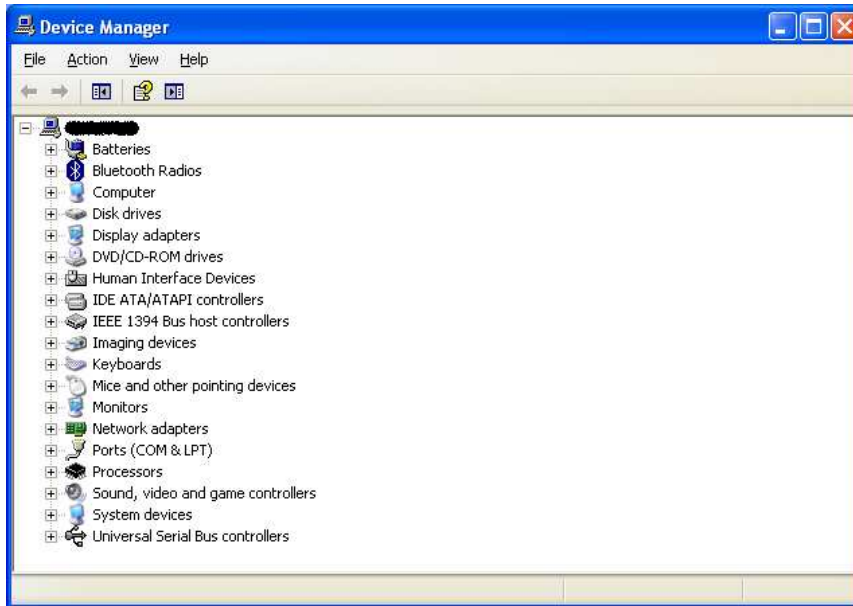 Device Manager
File Action View Help
Batteries
Bluetooth Radios
Computer
Disk drives
Display adapters
DVD/CD-ROM drives
Human Interface Devices
IDE ATA/ATAPI controllers
IEEE 1394 Bus host controllers
Imaging devices
Keyboards
Mice and other pointing devices
Monitors
Network adapters
Ports (COM & LPT)
Processors
Sound, video and game controllers
System devices
Universal Serial Bus controllers